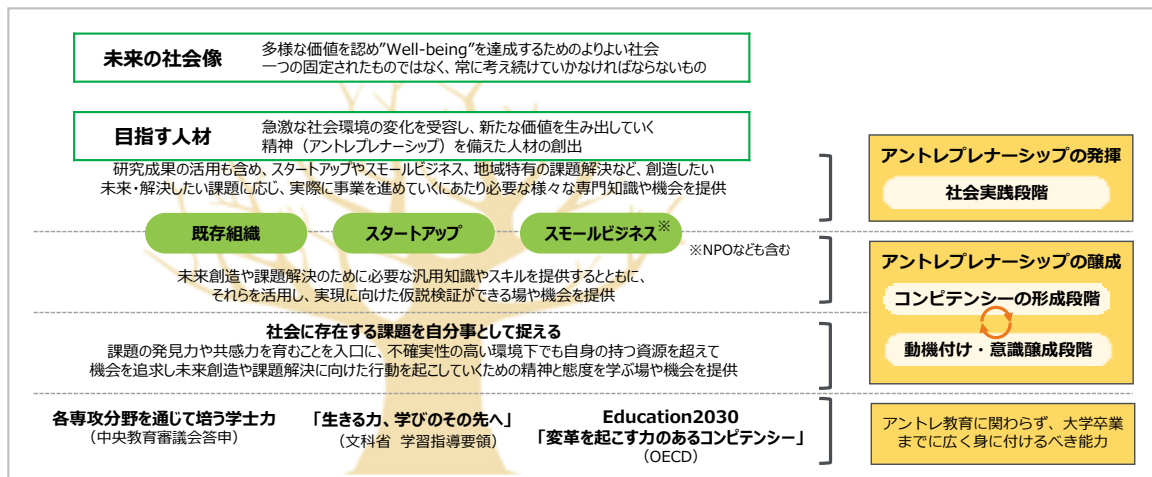 未来の社会像
多様な価値を認め”Well-being”を達成するためのよりよい社会
一つの固定されたものではなく、常に考え続けていかなければならないもの
目指す人材
急激な社会環境の変化を受容し、新たな価値を生み出していく
精神（アントレプレナーシップ）を備えた人材の創出
研究成果の活用も含め、スタートアップやスモールビジネス、地域特有の課題解決など、創造したい
未来・解決したい課題に応じ、実際に事業を進めていくにあたり必要な様々な専門知識や機会を提供
アントレプレナーシップの発揮
社会実践段階
既存組織
スタートアップ
スモールビジネス※
※NPOなども含む
未来創造や課題解決のために必要な汎用知識やスキルを提供するとともに、
それらを活用し、実現に向けた仮説検証ができる場や機会を提供
アントレプレナーシップの醸成
コンピテンシーの形成段階
社会に存在する課題を自分事として捉える
課題の発見力や共感力を育むことを入口に、不確実性の高い環境下でも自身の持つ資源を超えて
機会を追求し未来創造や課題解決に向けた行動を起こしていくための精神と態度を学ぶ場や機会を提供
動機付け・意識醸成段階
各専攻分野を通じて培う学士力
（中央教育審議会答申）
「生きる力、学びのその先へ」
（文科省 学習指導要領）
Education2030
「変革を起こす力のあるコンピテンシー」
（OECD）
アントレ教育に関わらず、大学卒業
までに広く身に付けるべき能力